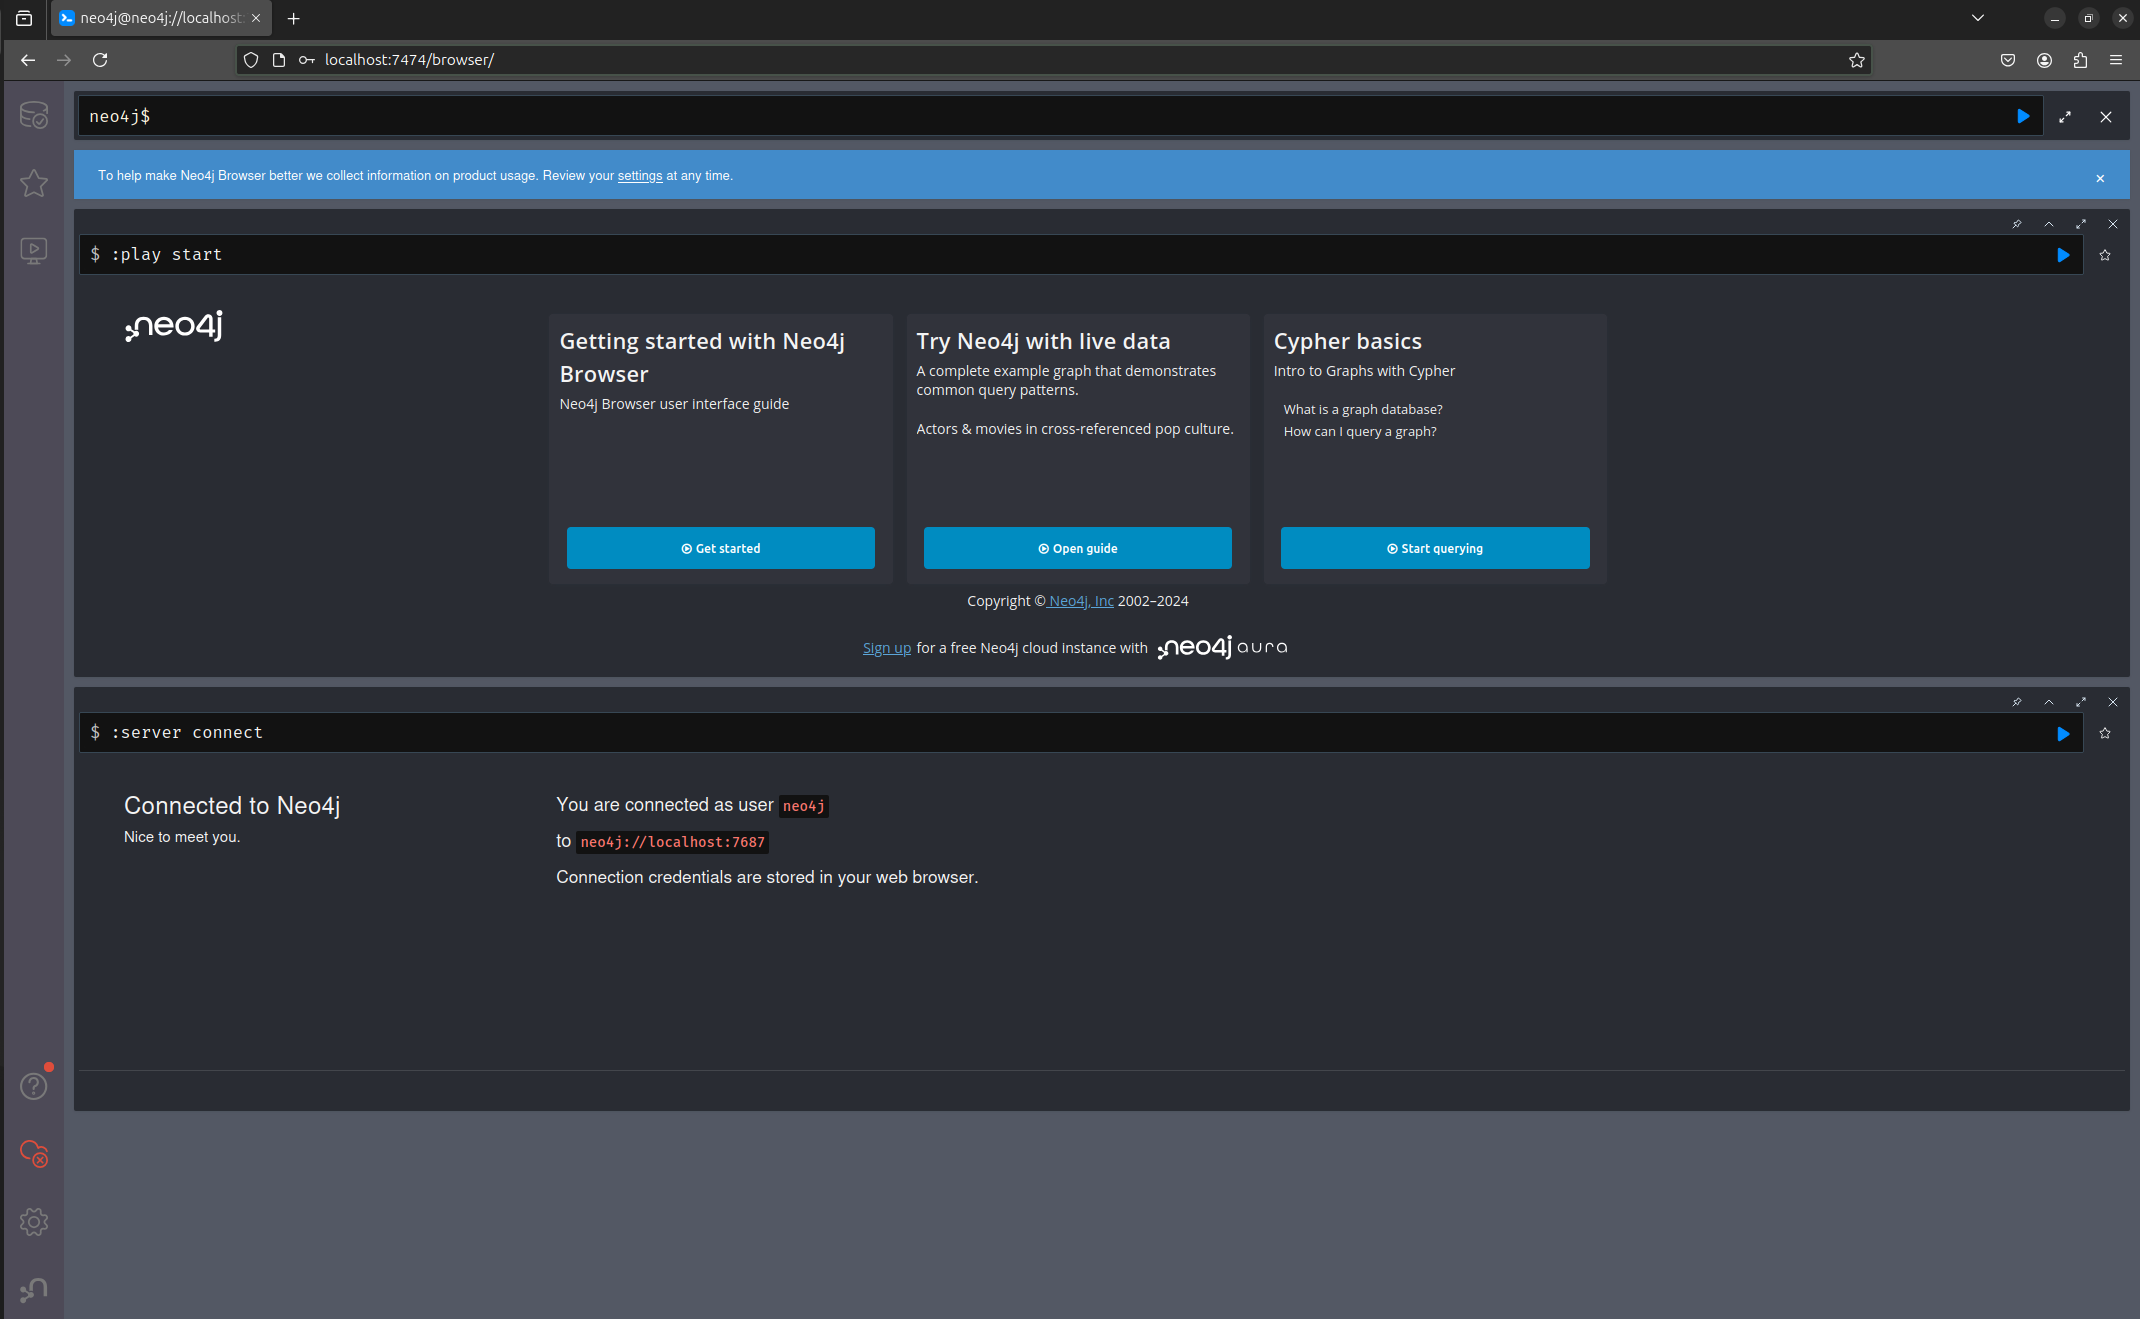 neo4j@neo4j://localhost:
localhost:7474/browser/
neo4j$
To help make Neo4j Browser better we collect information on product usage. Review your settings at any time.
$ :play start
neo4j
Getting started with Neo4j
Browser
Neo4j Browser user interface guide
Get started
Try Neo4j with live data
A complete example graph that demonstrates
common query patterns.
Actors & movies in cross-referenced pop culture.
Open guide
Cypher basics
Intro to Graphs with Cypher
What is a graph database?
How can I query a graph?
Start querying
Copyright © Neo4j, Inc 2002–2024
Sign up for a free Neo4j cloud instance with neo4j aura
$ :server connect
Connected to Neo4j
Nice to meet you.
You are connected as user neo4j
to neo4j://localhost:7687
Connection credentials are stored in your web browser.